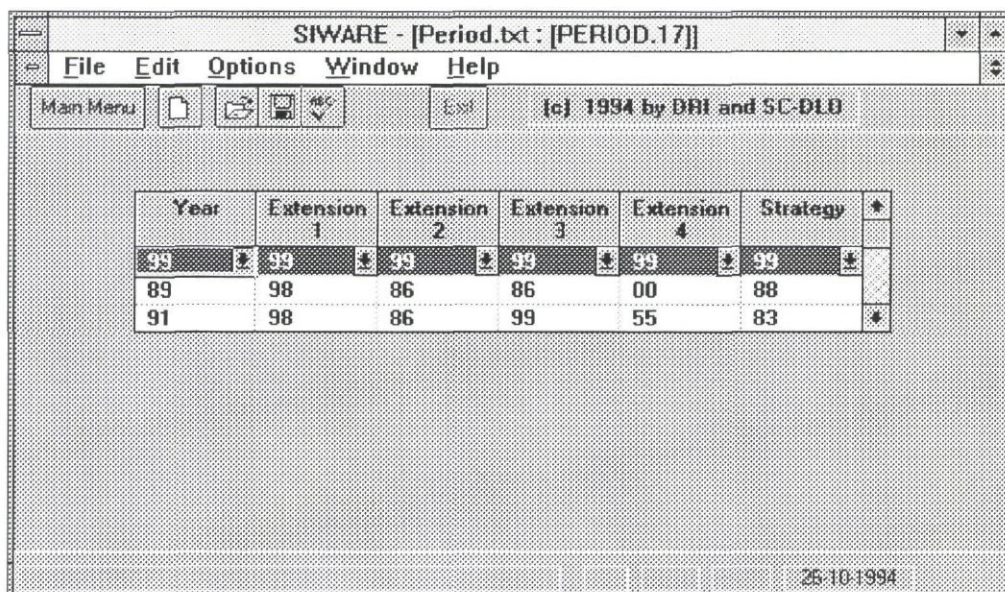 SIWARE - [Period.txt : [PERIOD.17]]
File Edit Options Window Help
Main Menu ABC Exit (c) 1994 by DRI and SC-DLO
Year Extension 1 Extension 2 Extension 3 Extension 4 Strategy
99 99 99 99 99 99
89 98 86 86 00 88
91 98 86 99 55 83
26-10-1994